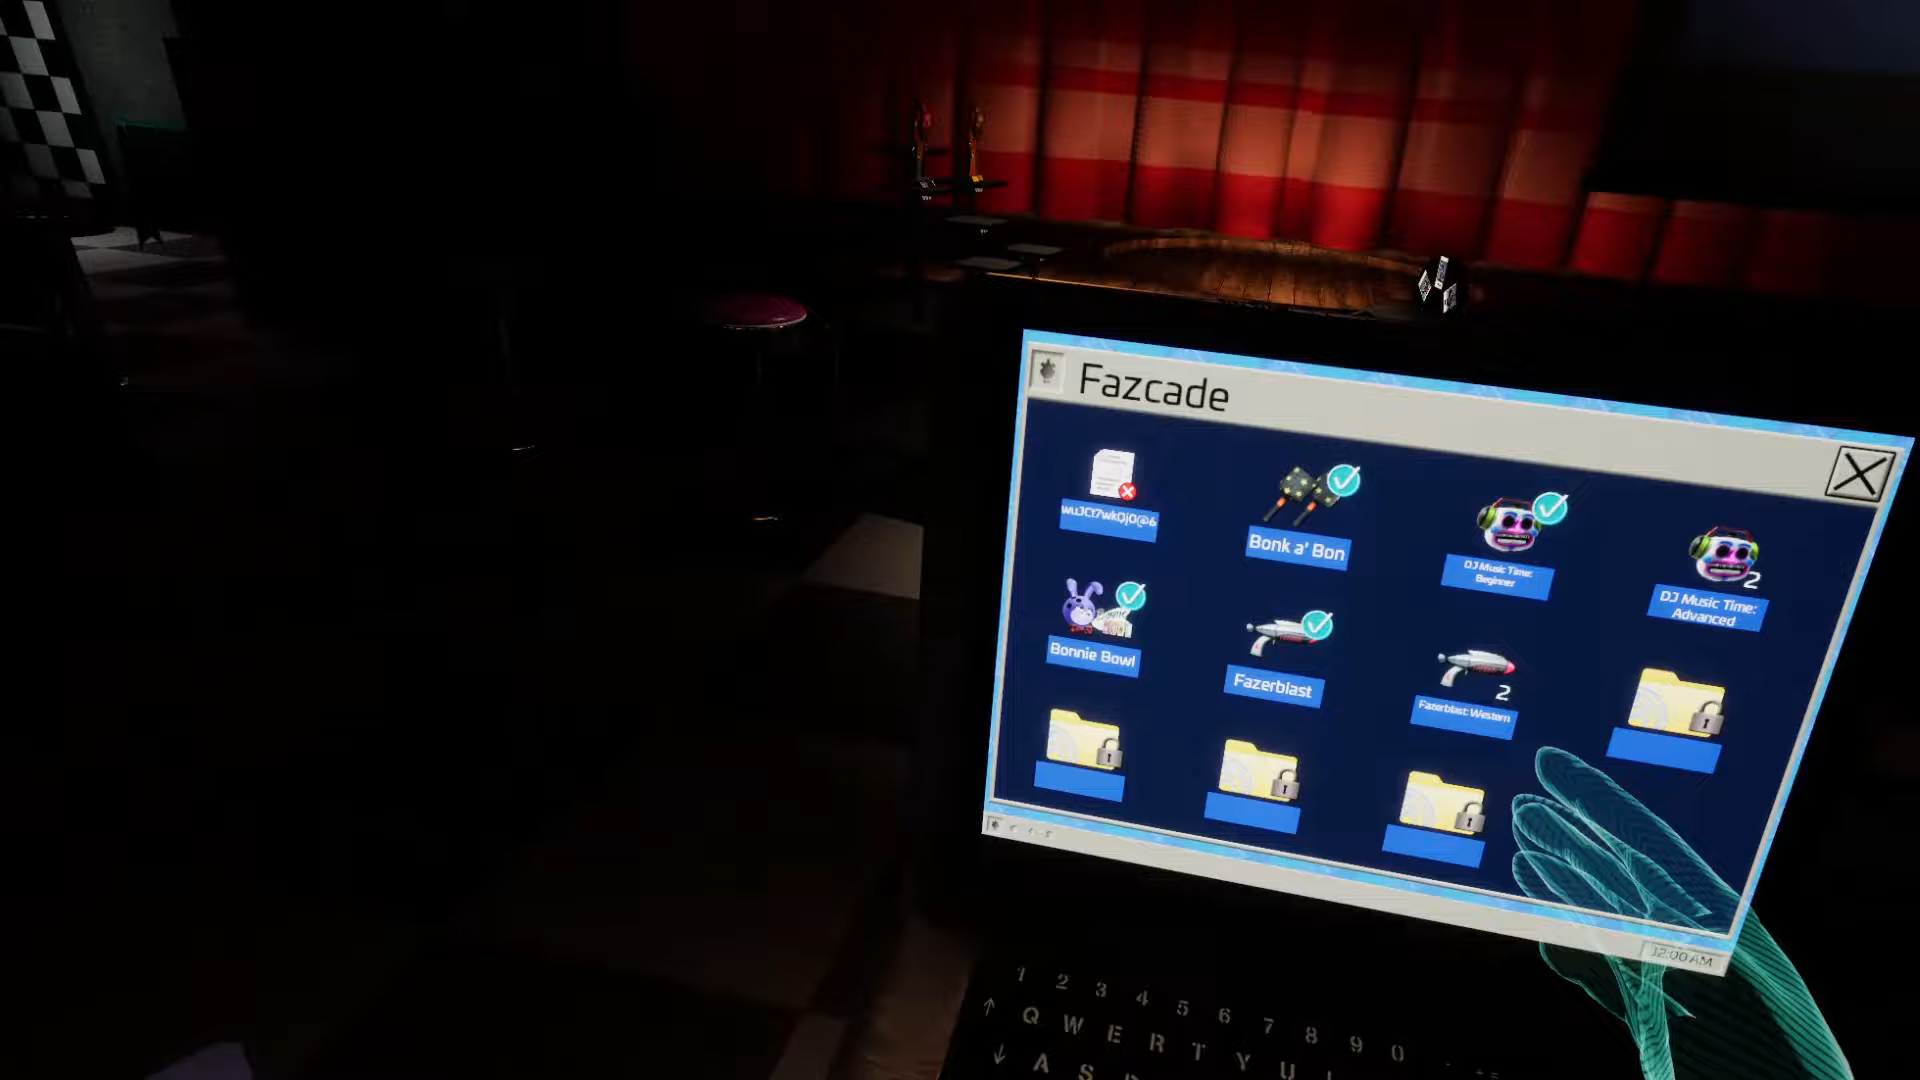 Fazcade
wuJCt7wkQjO@6
Bonk a' Bon
DJ Music Time:
Beginner
2
DJ Music Time:
Advanced
Bonnie Bowl
Fazerblast
2
Fazerblast: Western
12:00 AM
1 2 3 4 5 6 7 8 9 0
Q W E R T Y U
A S